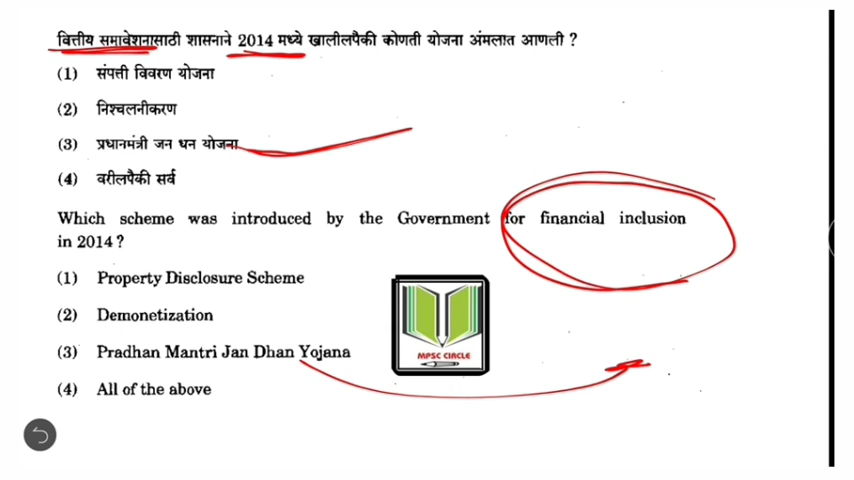 वित्तीय समावेशनासाठी शासनाने 2014 मध्ये खालीलपैकी कोणती योजना अंमलात आणली ?
(1) संपत्ती विवरण योजना
(2) निश्चलनीकरण
(3) प्रधानमंत्री जन धन योजना
(4) वरीलपैकी सर्व
Which scheme was introduced by the Government for financial inclusion
in 2014 ?
(1) Property Disclosure Scheme
(2) Demonetization
(3) Pradhan Mantri Jan Dhan Yojana
(4) All of the above
MPSC CIRCLE